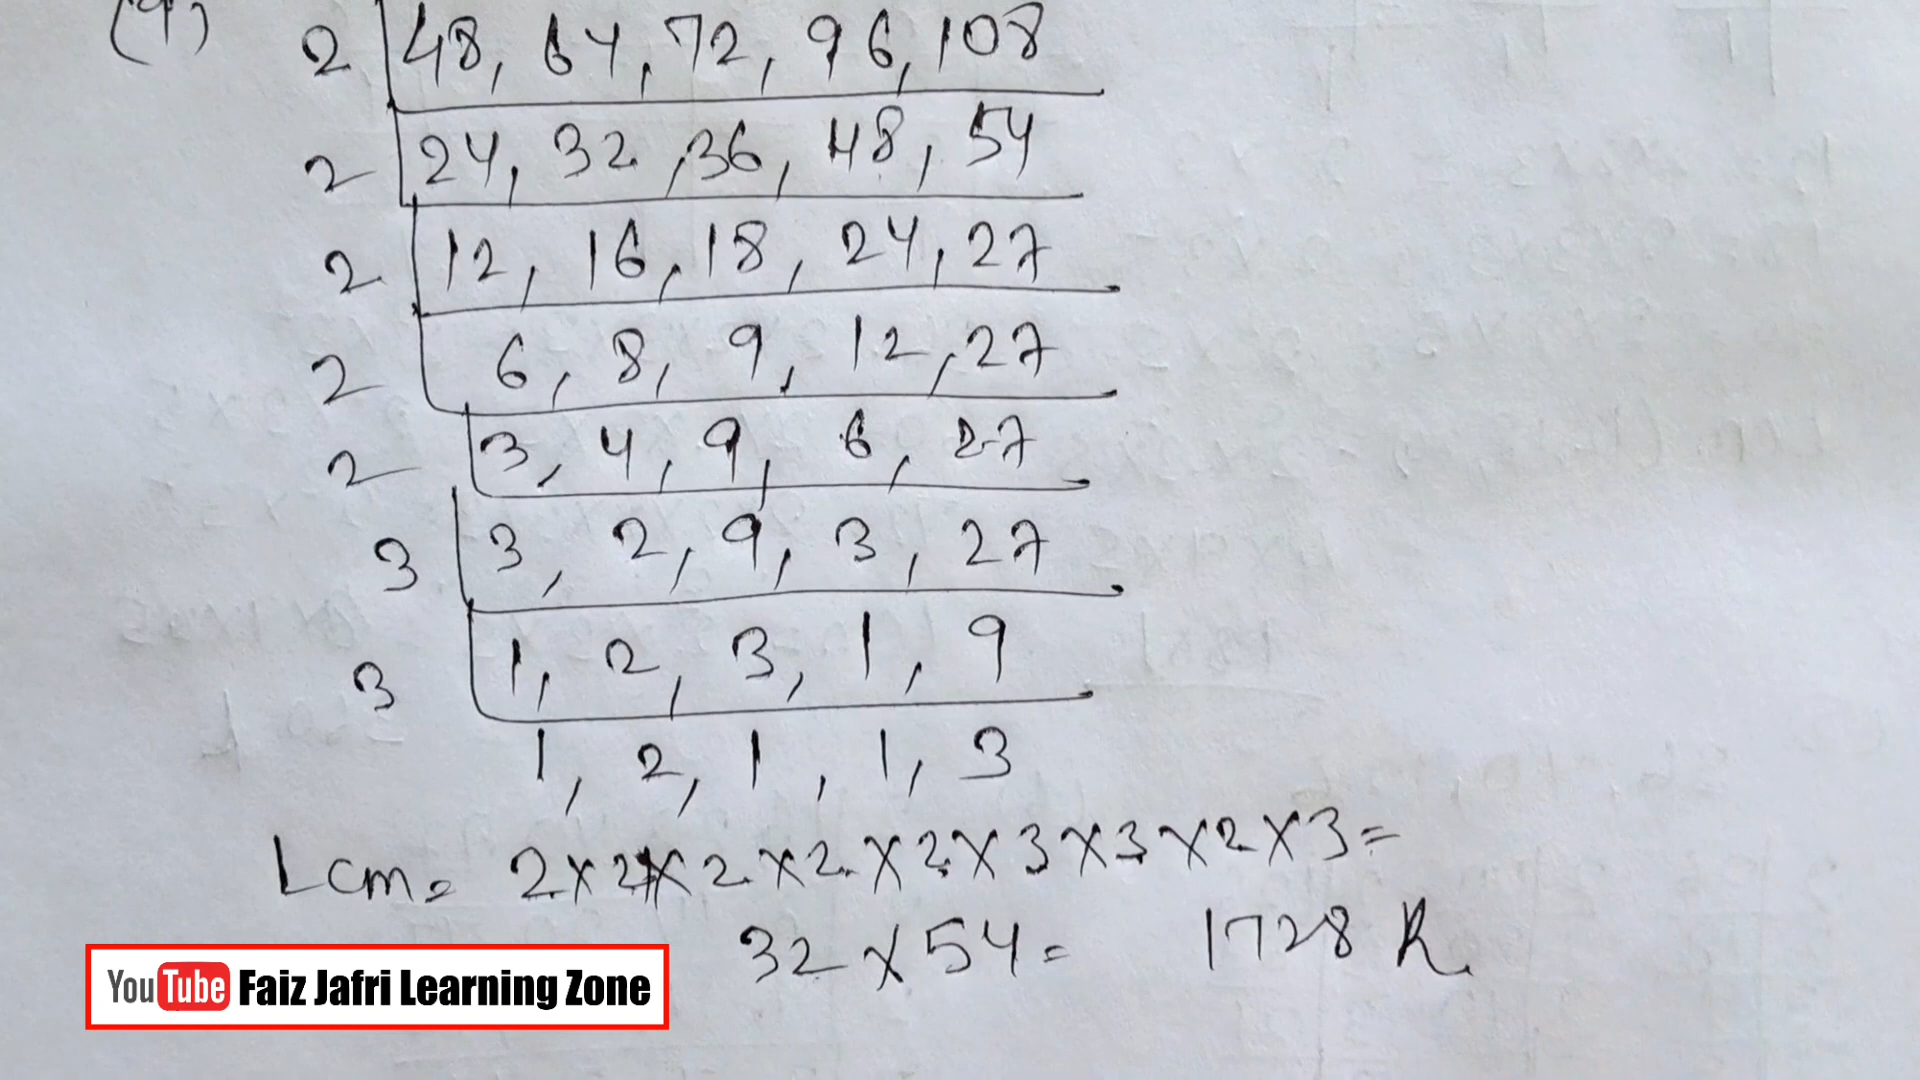 (9) 2 48, 64, 72, 96, 108
2 24, 32, 36, 48, 54
2 12, 16, 18, 24, 27
2 6, 8, 9, 12, 27
2 3, 4, 9, 6, 27
3 3, 2, 9, 3, 27
3 1, 2, 3, 1, 9
1, 2, 1, 1, 3
Lcm = 2×2×2×2×2×3×3×2×3=
32×54= 1728
YouTube Faiz Jafri Learning Zone